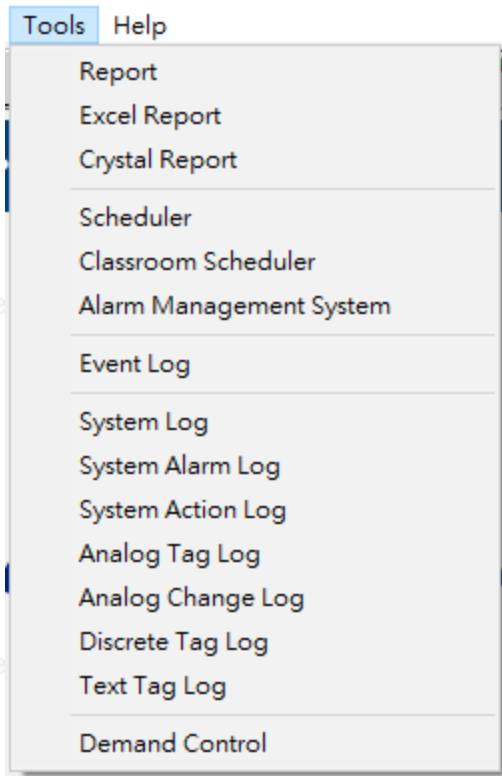 Tools Help
Report
Excel Report
Crystal Report
Scheduler
Classroom Scheduler
Alarm Management System
Event Log
System Log
System Alarm Log
System Action Log
Analog Tag Log
Analog Change Log
Discrete Tag Log
Text Tag Log
Demand Control